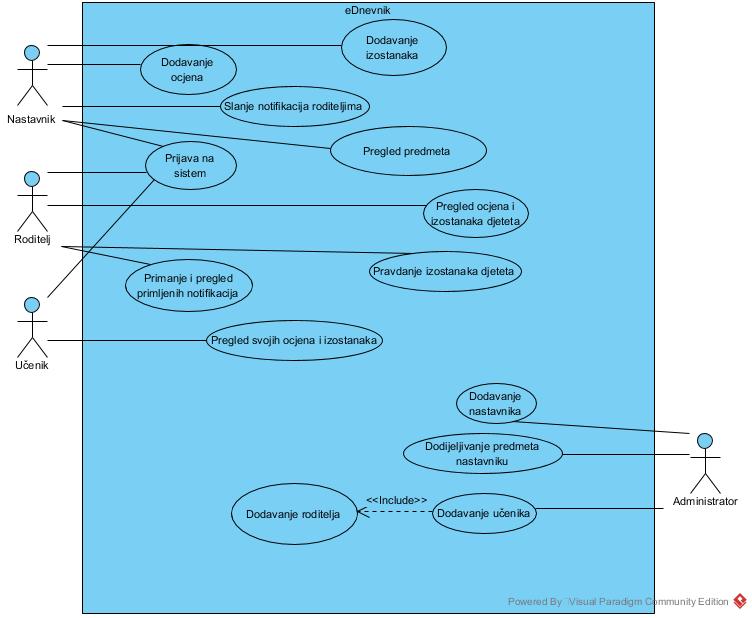 eDnevnik
Dodavanje
izostanaka
Dodavanje
ocjena
Nastavnik
Slanje notifikacija roditeljima
Pregled predmeta
Prijava na
sistem
Roditelj
Pregled ocjena i
izostanaka djeteta
Pravdanje izostanaka djeteta
Primanje i pregled
primljenih notifikacija
Učenik
Pregled svojih ocjena i izostanaka
Dodavanje
nastavnika
Dodijeljivanje predmeta
nastavniku
Administrator
<<Include>>
Dodavanje roditelja
Dodavanje učenika
Powered By Visual Paradigm Community Edition